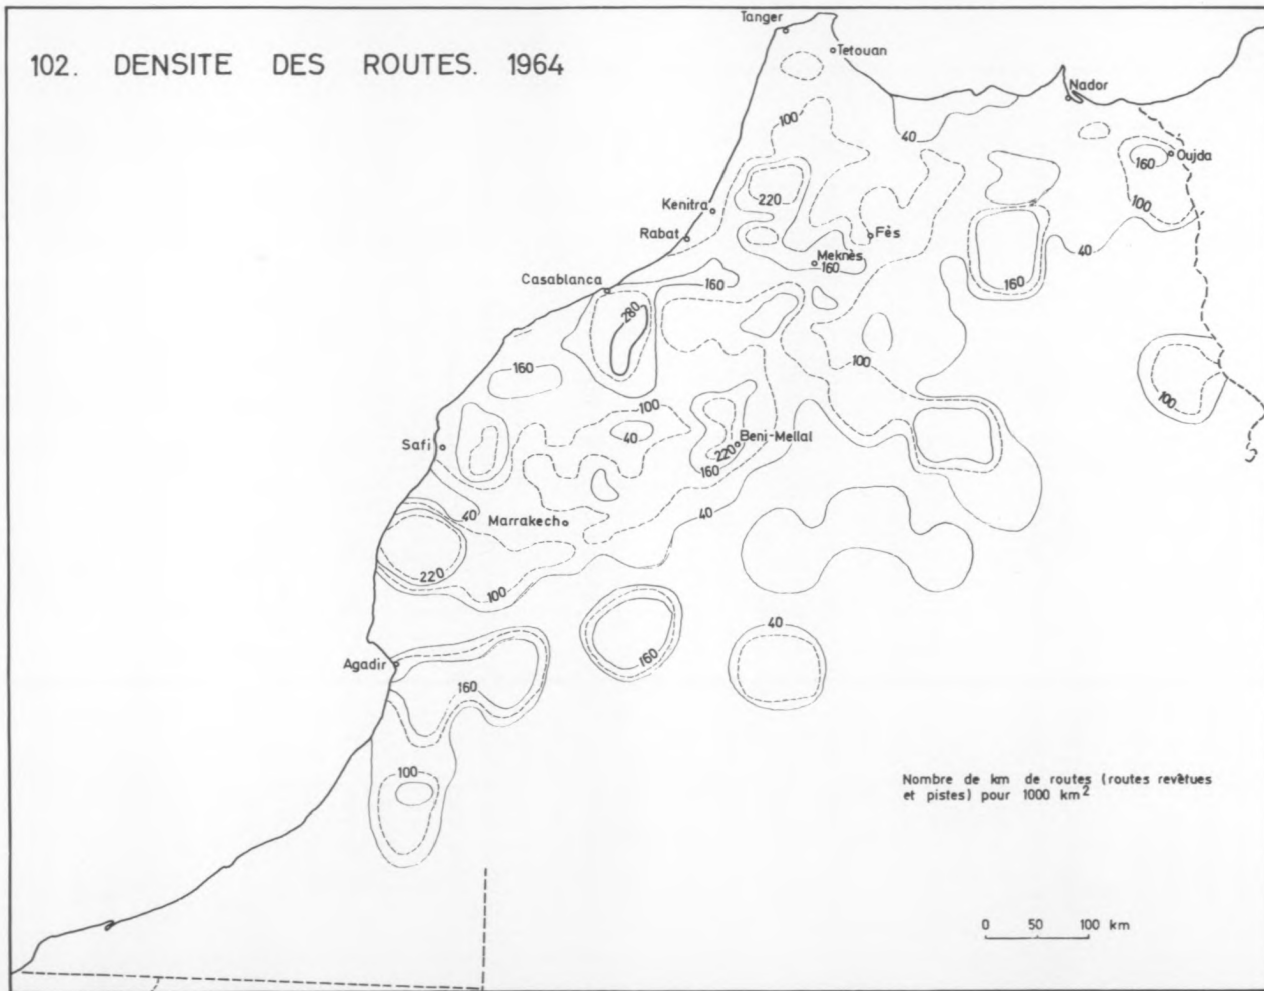 102. DENSITE DES ROUTES. 1964
Tanger
Tetouan
Nador
100
40
160
Oujda
220
100
Kenitra
Rabat
Fès
40
Meknès
160
Casablanca
160
160
280
100
160
100
100
40
Safi
Beni-Mellal
220
160
40
Marrakech
40
220
100
40
160
Agadir
160
100
Nombre de km de routes (routes revêtues
et pistes) pour 1000 km²
0 50 100 km